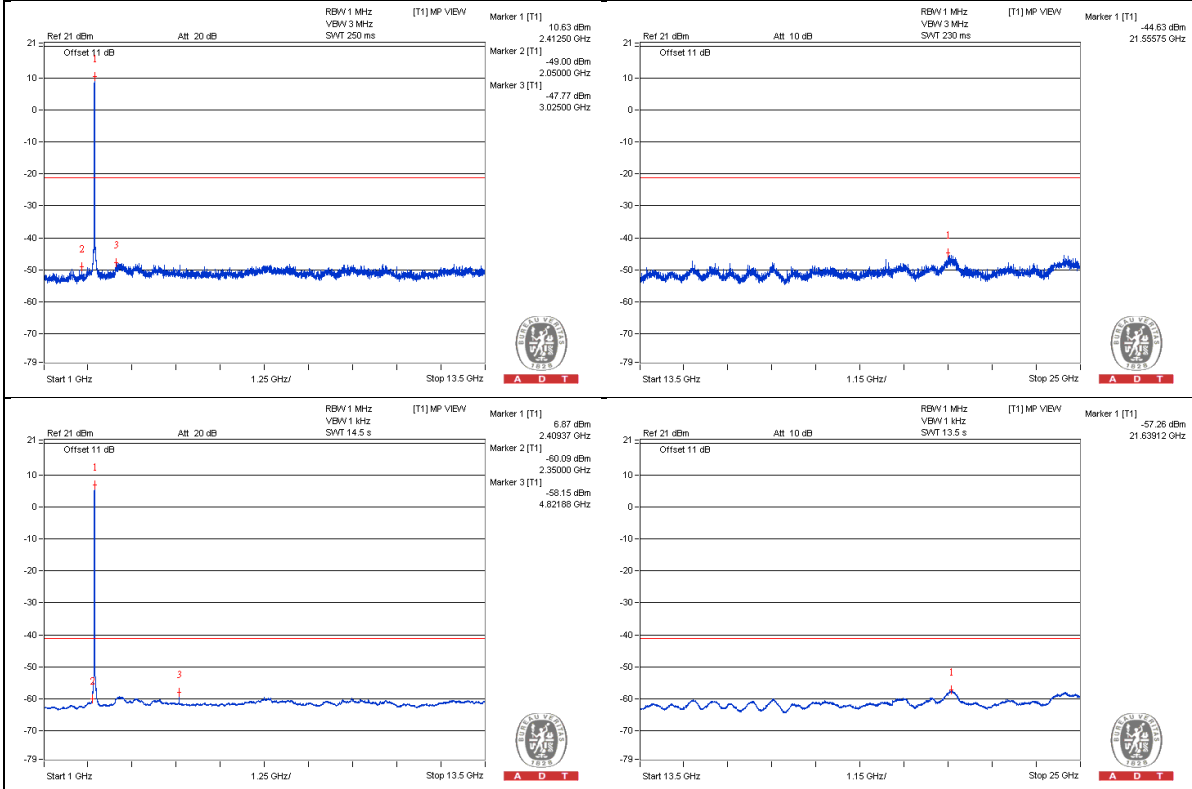 RBW 1 MHz [T1] MP VIEW
VBW 3 MHz
Ref 21 dBm Att 20 dB SWT 250 ms
Marker 1 [T1]
10.63 dBm
2.41250 GHz
Marker 2 [T1]
-49.00 dBm
2.05000 GHz
Marker 3 [T1]
-47.77 dBm
3.02500 GHz
21
Offset 11 dB
1
10
0
-10
-20
-30
-40
2 3
-50
-60
-70
-79
Start 1 GHz 1.25 GHz/ Stop 13.5 GHz
BUREAU VERITAS
1828
A D T
RBW 1 MHz [T1] MP VIEW
VBW 3 MHz
Ref 21 dBm Att 10 dB SWT 230 ms
Marker 1 [T1]
-44.63 dBm
21.55575 GHz
21
Offset 11 dB
10
0
-10
-20
-30
-40
1
-50
-60
-70
-79
Start 13.5 GHz 1.15 GHz/ Stop 25 GHz
BUREAU VERITAS
1828
A D T
RBW 1 MHz [T1] MP VIEW
VBW 1 kHz
Ref 21 dBm Att 20 dB SWT 14.5 s
Marker 1 [T1]
6.87 dBm
2.40937 GHz
Marker 2 [T1]
-60.09 dBm
2.35000 GHz
Marker 3 [T1]
-58.15 dBm
4.82188 GHz
21
Offset 11 dB
1
10
0
-10
-20
-30
-40
-50
2 3
-60
-70
-79
Start 1 GHz 1.25 GHz/ Stop 13.5 GHz
BUREAU VERITAS
1828
A D T
RBW 1 MHz [T1] MP VIEW
VBW 1 kHz
Ref 21 dBm Att 10 dB SWT 13.5 s
Marker 1 [T1]
-57.26 dBm
21.63912 GHz
21
Offset 11 dB
10
0
-10
-20
-30
-40
-50
1
-60
-70
-79
Start 13.5 GHz 1.15 GHz/ Stop 25 GHz
BUREAU VERITAS
1828
A D T